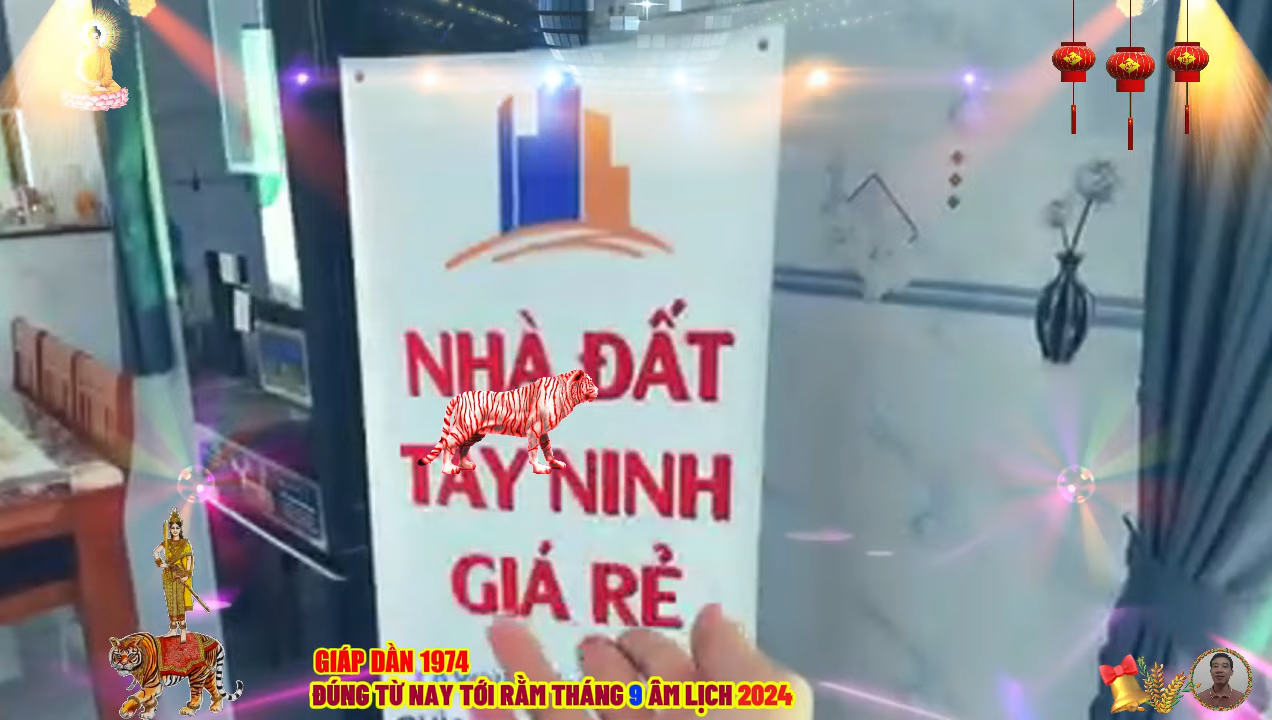 NHÀ ĐẤT
TÂY NINH
GIÁ RẺ
GIÁP DẦN 1974
ĐÚNG TỪ NAY TỚI RẰM THÁNG 9 ÂM LỊCH 2024